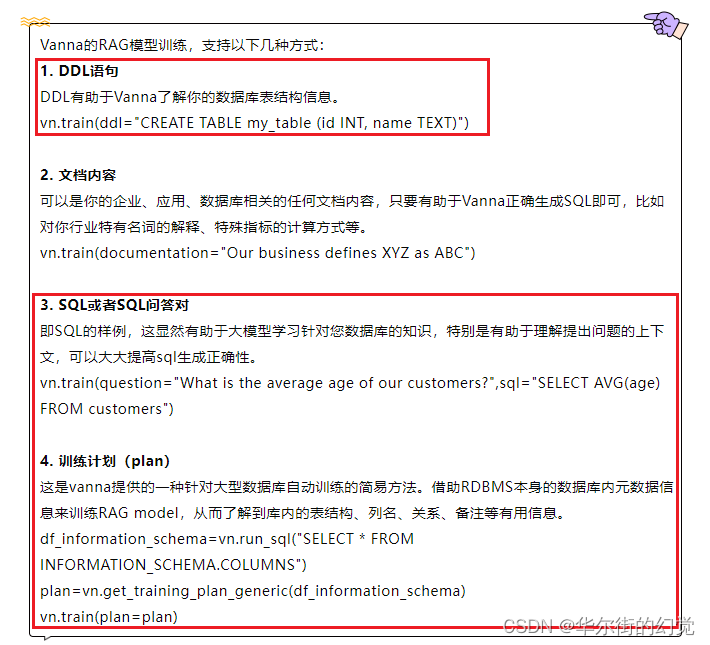 Vanna的RAG模型训练，支持以下几种方式：
1. DDL语句
DDL有助于Vanna了解你的数据库表结构信息。
vn.train(ddl="CREATE TABLE my_table (id INT, name TEXT)")
2. 文档内容
可以是你的企业、应用、数据库相关的任何文档内容，只要有助于Vanna正确生成SQL即可，比如
对你行业特有名词的解释、特殊指标的计算方式等。
vn.train(documentation="Our business defines XYZ as ABC")
3. SQL或者SQL问答对
即SQL的样例，这显然有助于大模型学习针对您数据库的知识，特别是有助于理解提出问题的上下
文，可以大大提高sql生成正确性。
vn.train(question="What is the average age of our customers?",sql="SELECT AVG(age)
FROM customers")
4. 训练计划（plan）
这是vanna提供的一种针对大型数据库自动训练的简易方法。借助RDBMS本身的数据库内元数据信
息来训练RAG model，从而了解到库内的表结构、列名、关系、备注等有用信息。
df_information_schema=vn.run_sql("SELECT * FROM
INFORMATION_SCHEMA.COLUMNS")
plan=vn.get_training_plan_generic(df_information_schema)
vn.train(plan=plan)
CSDN @华尔街的幻觉